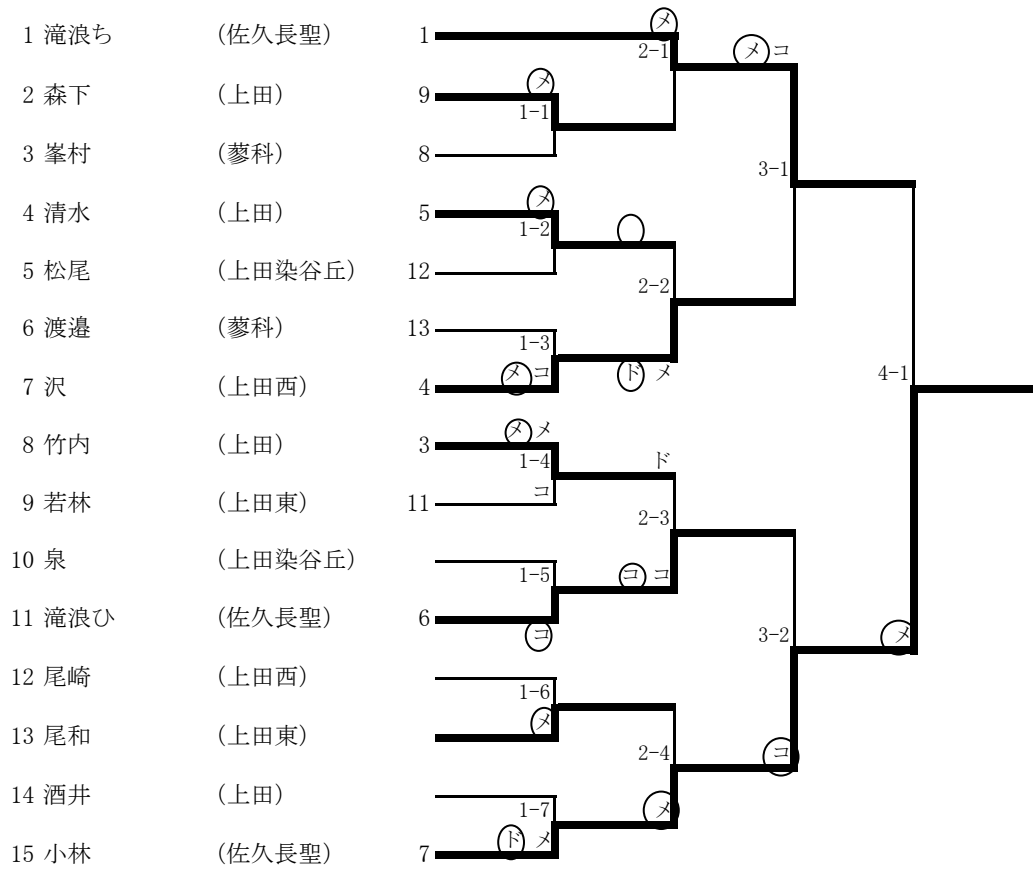 1 滝浪ち (佐久長聖) 1
メ
2-1
メ コ
2 森下 (上田) 9
メ
1-1
3 峯村 (蓼科) 8
3-1
4 清水 (上田) 5
メ
1-2
5 松尾 (上田染谷丘) 12
2-2
6 渡邉 (蓼科) 13
1-3
7 沢 (上田西) 4
メ コ
ド メ
4-1
8 竹内 (上田) 3
メ メ
1-4
ド
9 若林 (上田東) 11
コ
2-3
10 泉 (上田染谷丘)
1-5
コ コ
11 滝浪ひ (佐久長聖) 6
コ
3-2
メ
12 尾崎 (上田西)
1-6
13 尾和 (上田東)
メ
2-4
コ
14 酒井 (上田)
1-7
メ
15 小林 (佐久長聖) 7
ド メ